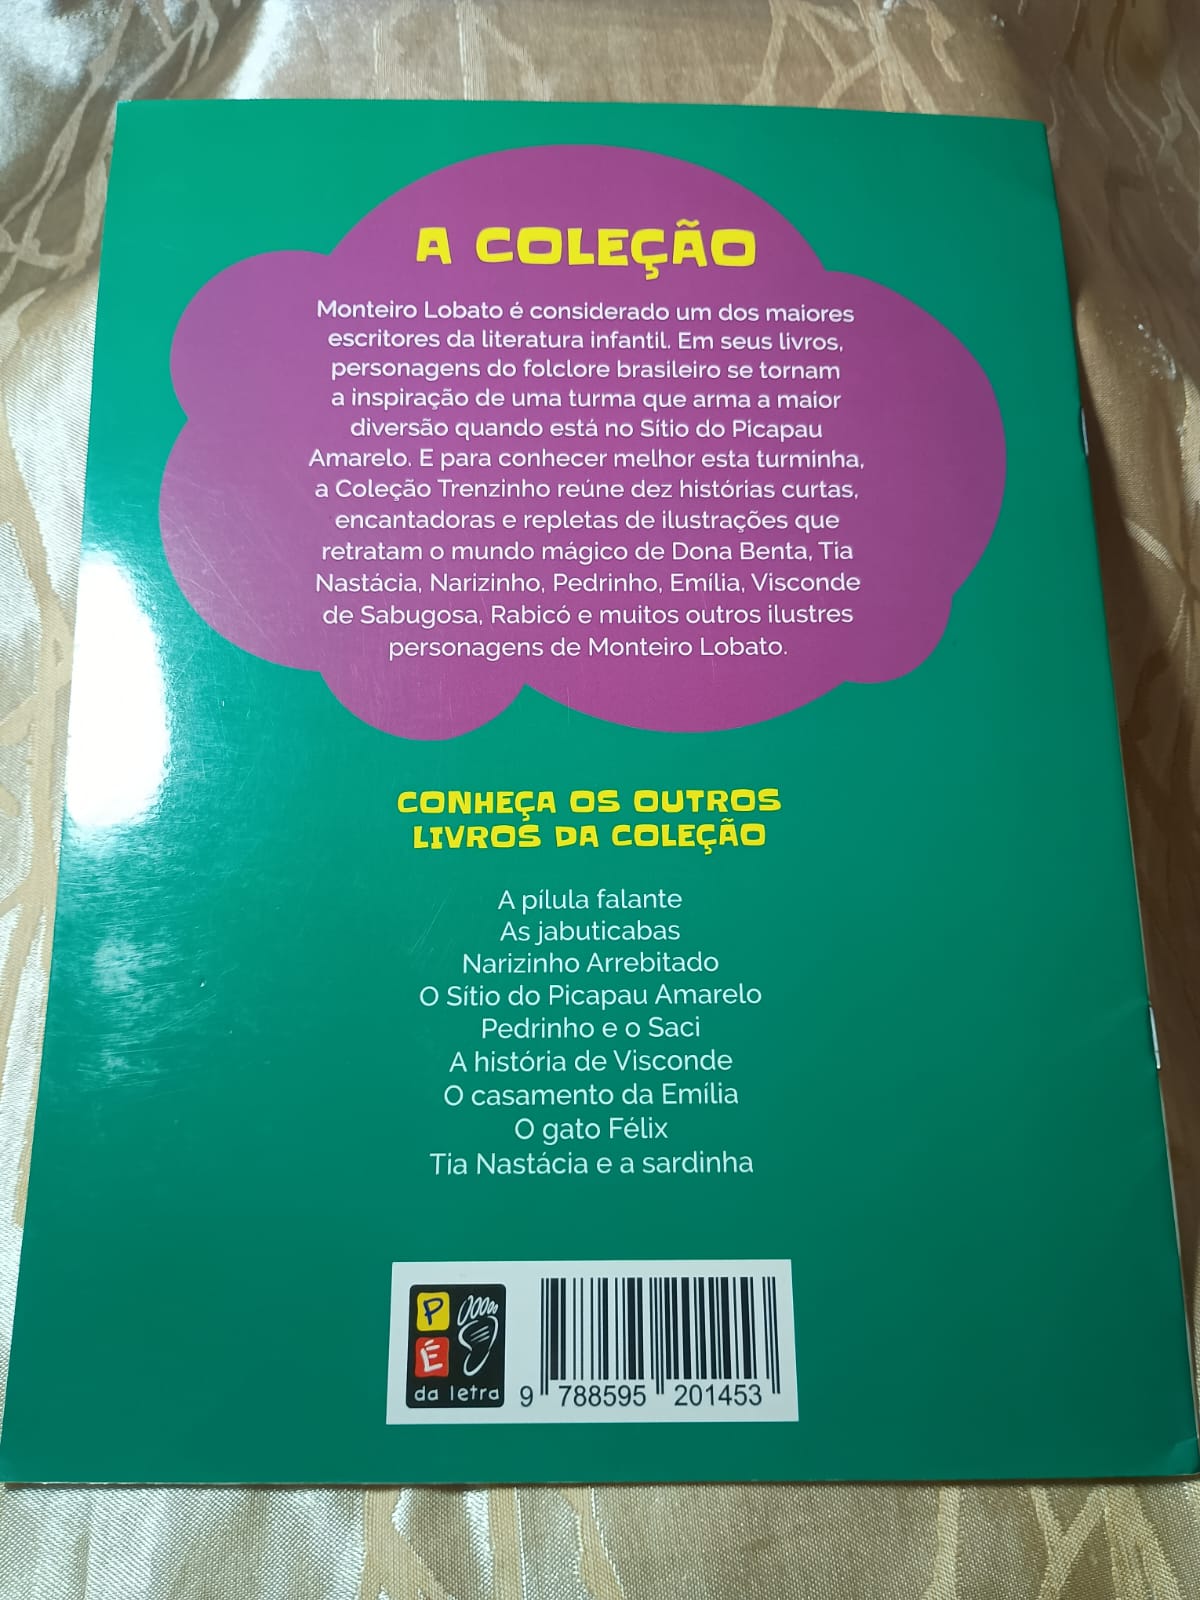 A COLEÇÃO
Monteiro Lobato é considerado um dos maiores
escritores da literatura infantil. Em seus livros,
personagens do folclore brasileiro se tornam
a inspiração de uma turma que arma a maior
diversão quando está no Sítio do Picapau
Amarelo. E para conhecer melhor esta turminha,
a Coleção Trenzinho reúne dez histórias curtas,
encantadoras e repletas de ilustrações que
retratam o mundo mágico de Dona Benta, Tia
Nastácia, Narizinho, Pedrinho, Emília, Visconde
de Sabugosa, Rabicó e muitos outros ilustres
personagens de Monteiro Lobato.
CONHEÇA OS OUTROS
LIVROS DA COLEÇÃO
A pílula falante
As jabuticabas
Narizinho Arrebitado
O Sítio do Picapau Amarelo
Pedrinho e o Saci
A história de Visconde
O casamento da Emília
O gato Félix
Tia Nastácia e a sardinha
P
É
da letra
9 788595 201453